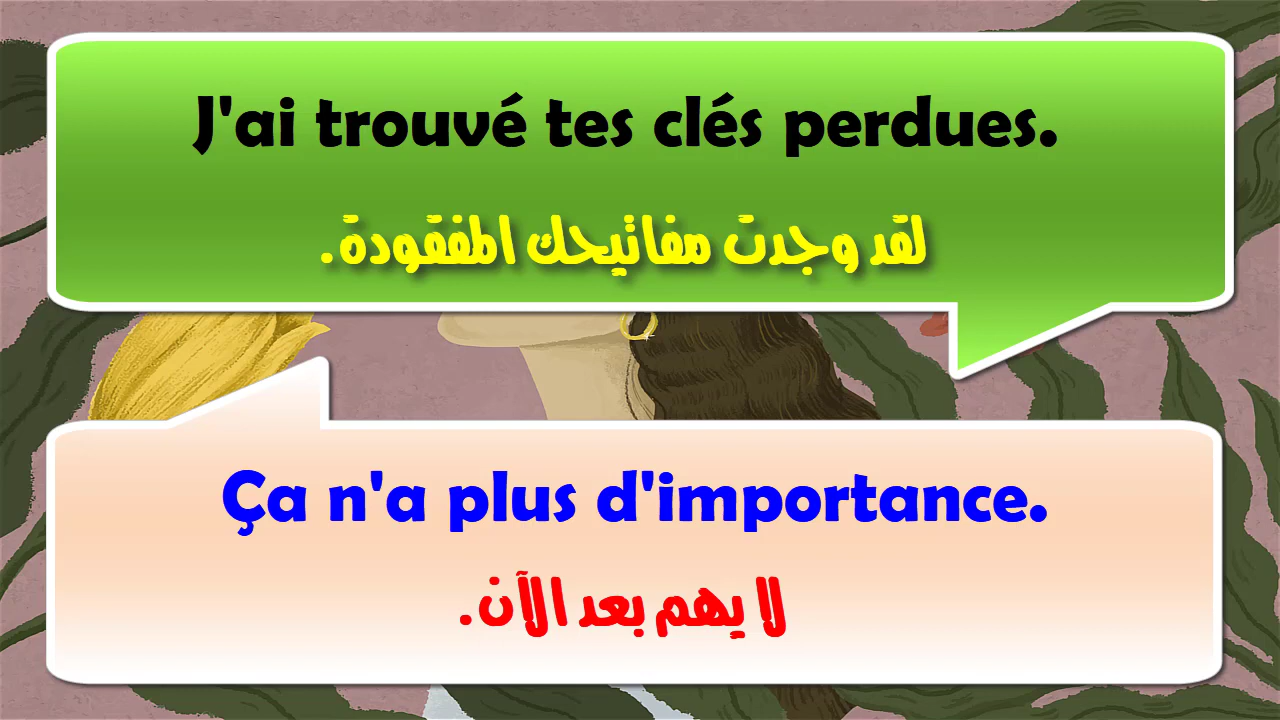 J'ai trouvé tes clés perdues.
لقد وجدت مفاتيحك المفقودة.
Ça n'a plus d'importance.
لا يهم بعد الآن.